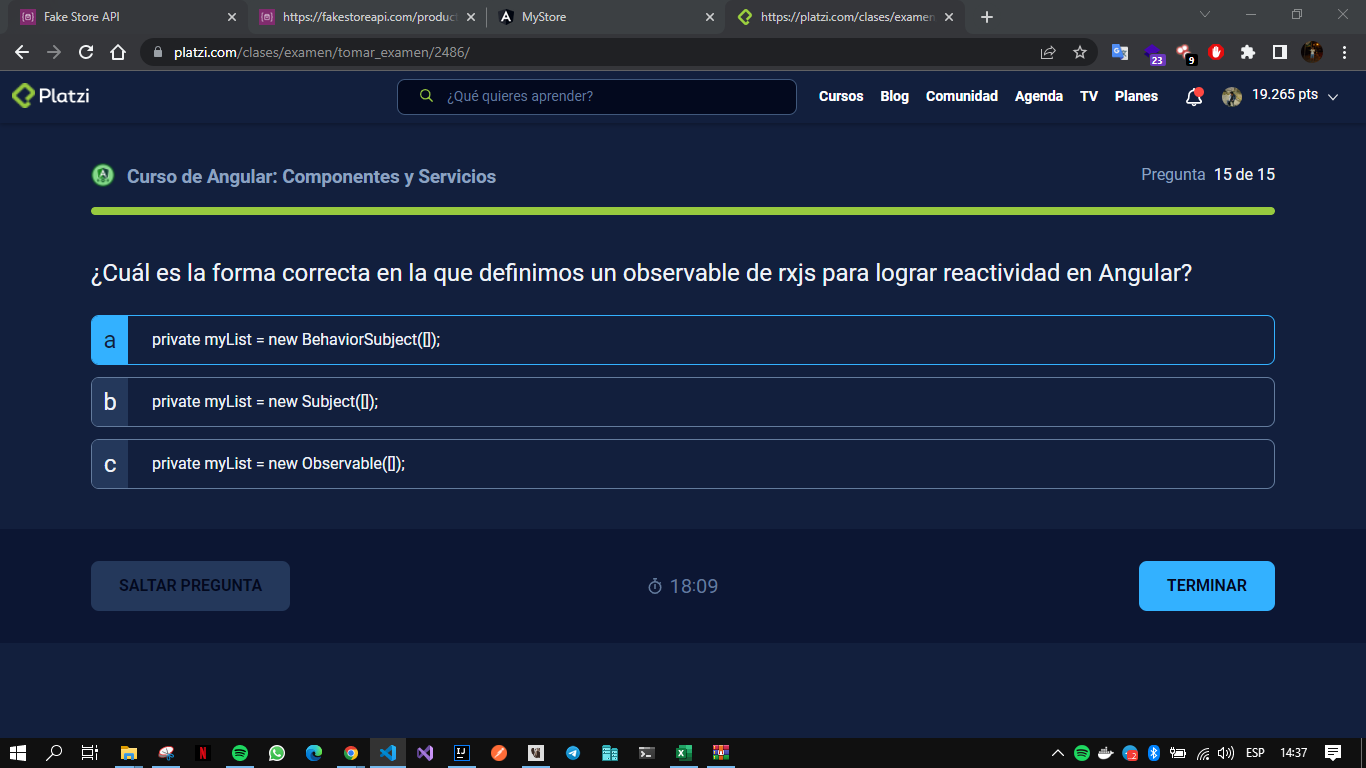 Fake Store API
https://fakestoreapi.com/produc
MyStore
https://platzi.com/clases/examen
platzi.com/clases/examen/tomar_examen/2486/
23
9
Platzi
¿Qué quieres aprender?
Cursos
Blog
Comunidad
Agenda
TV
Planes
19.265 pts
Curso de Angular: Componentes y Servicios
Pregunta 15 de 15
¿Cuál es la forma correcta en la que definimos un observable de rxjs para lograr reactividad en Angular?
a private myList = new BehaviorSubject([]);
b private myList = new Subject([]);
c private myList = new Observable([]);
SALTAR PREGUNTA
18:09
TERMINAR
ESP
14:37